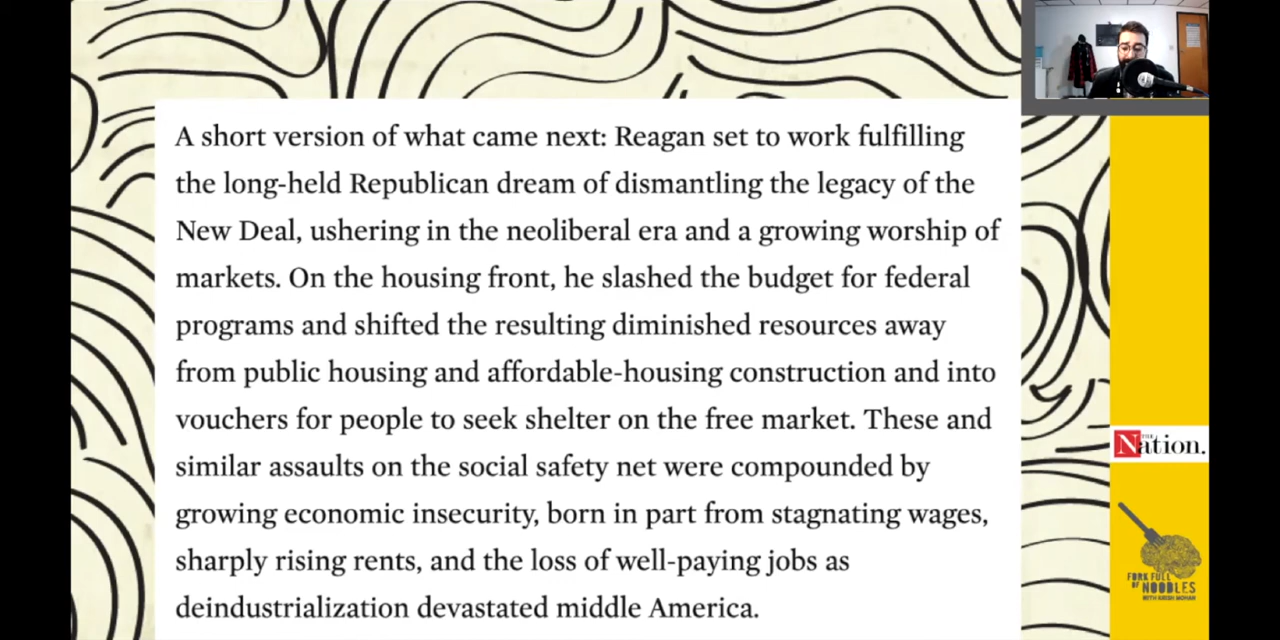 A short version of what came next: Reagan set to work fulfilling
the long-held Republican dream of dismantling the legacy of the
New Deal, ushering in the neoliberal era and a growing worship of
markets. On the housing front, he slashed the budget for federal
programs and shifted the resulting diminished resources away
from public housing and affordable-housing construction and into
vouchers for people to seek shelter on the free market. These and
similar assaults on the social safety net were compounded by
growing economic insecurity, born in part from stagnating wages,
sharply rising rents, and the loss of well-paying jobs as
deindustrialization devastated middle America.
THE Nation.
FORK FULL
OF NOODLES
WITH KRISH MOHAN